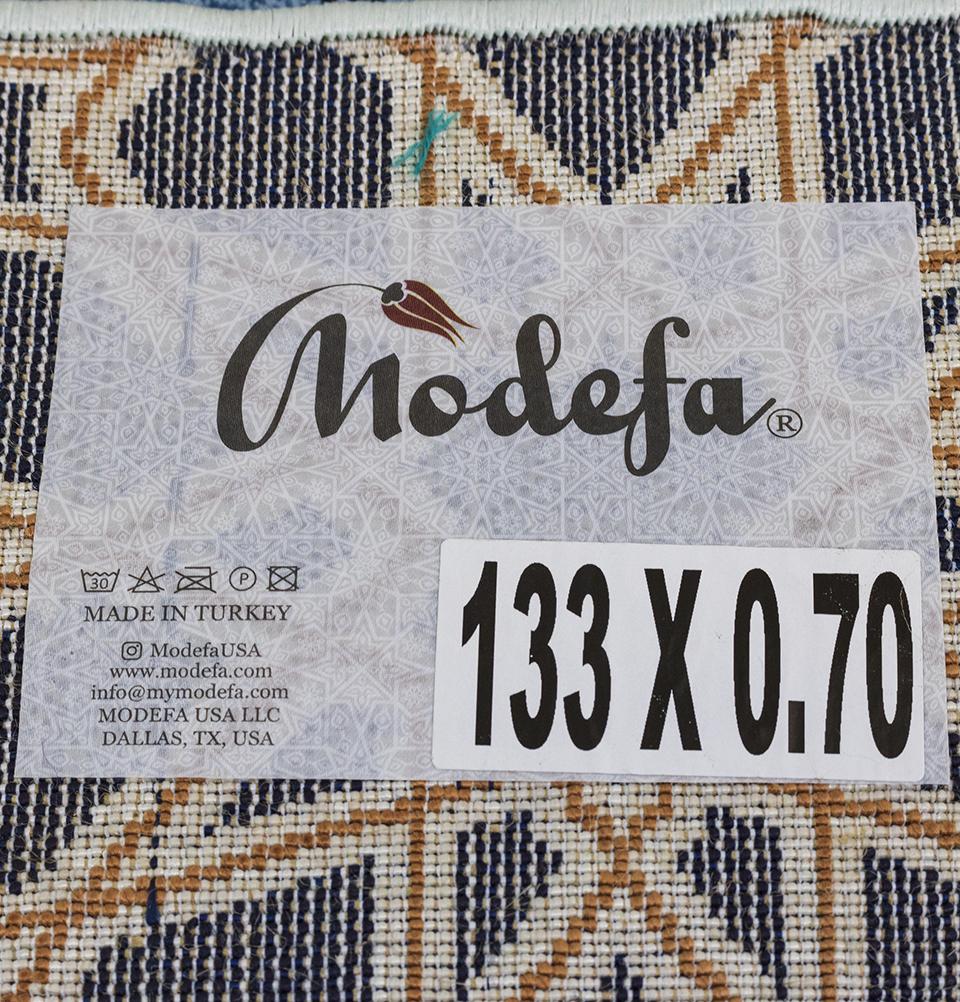 Modefa®
30 P
MADE IN TURKEY
ModefaUSA
www.modefa.com
info@mymodefa.com
MODEFA USA LLC
DALLAS, TX, USA
133 X 0.70